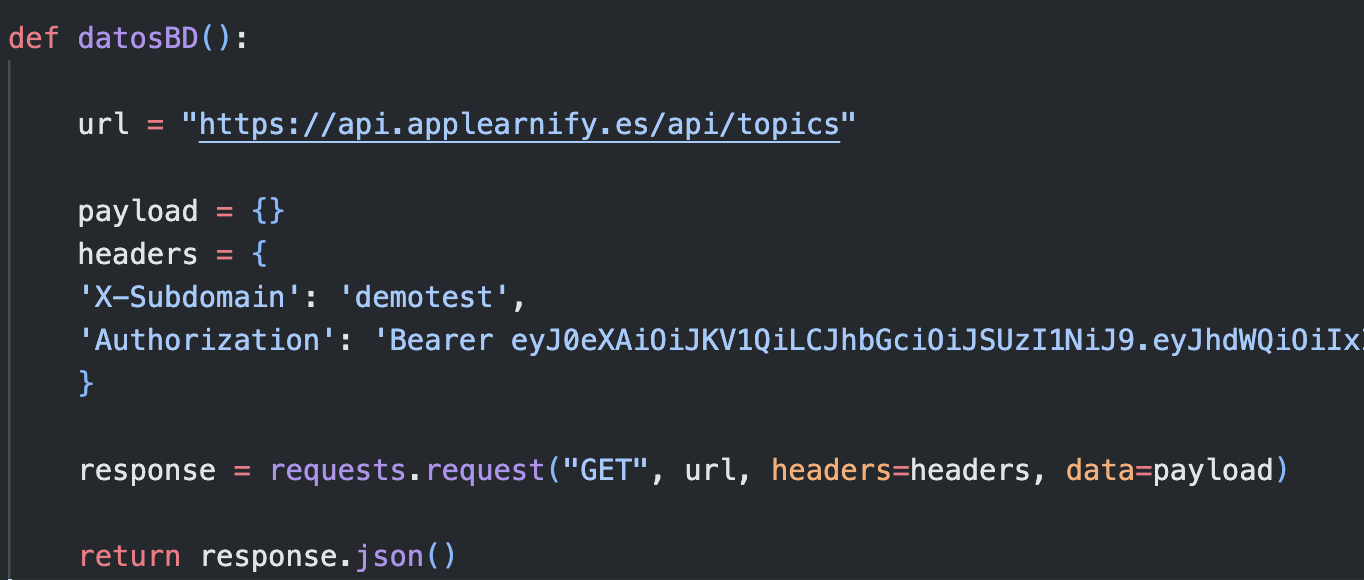 def datosBD():
url = "https://api.applearnify.es/api/topics"
payload = {}
headers = {
'X-Subdomain': 'demotest',
'Authorization': 'Bearer eyJ0eXAiOiJKV1QiLCJhbGciOiJSUzI1NiJ9.eyJhdWQiOiIx
}
response = requests.request("GET", url, headers=headers, data=payload)
return response.json()